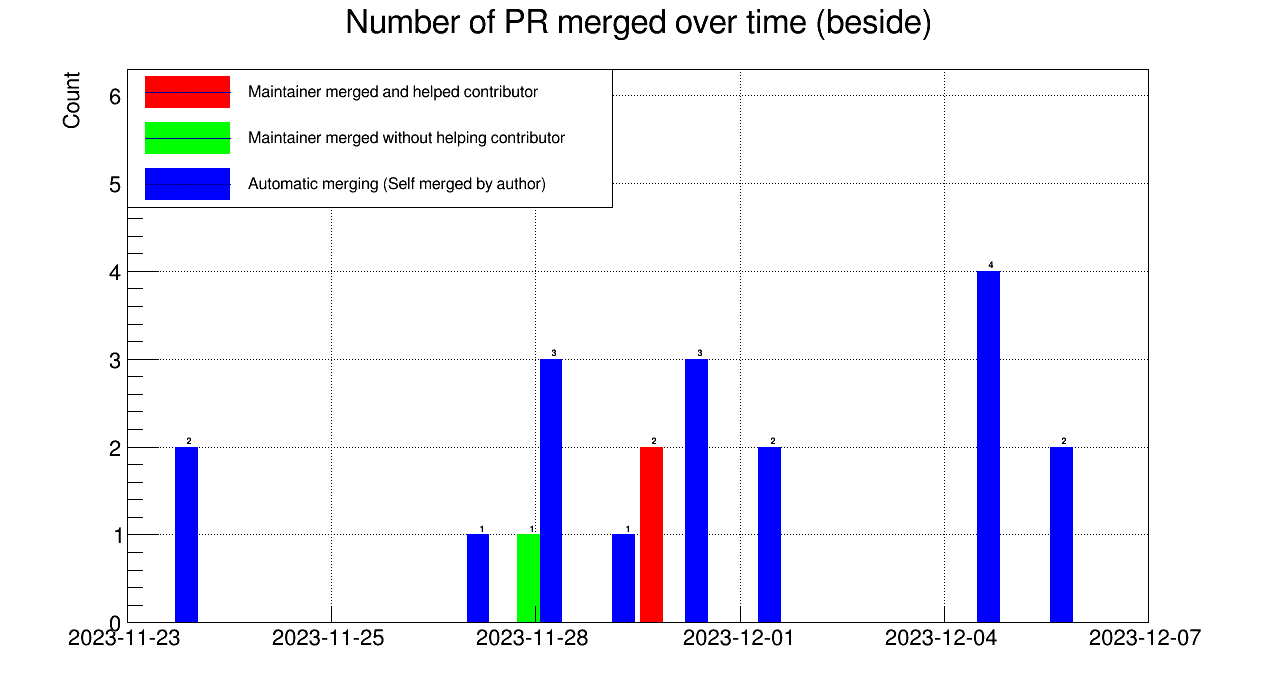 Number of PR merged over time (beside)
Count
Maintainer merged and helped contributor
Maintainer merged without helping contributor
Automatic merging (Self merged by author)
6
5
4
3
2
1
0
2
1
1
3
1
2
3
2
4
2
2023-11-23 2023-11-25 2023-11-28 2023-12-01 2023-12-04 2023-12-07